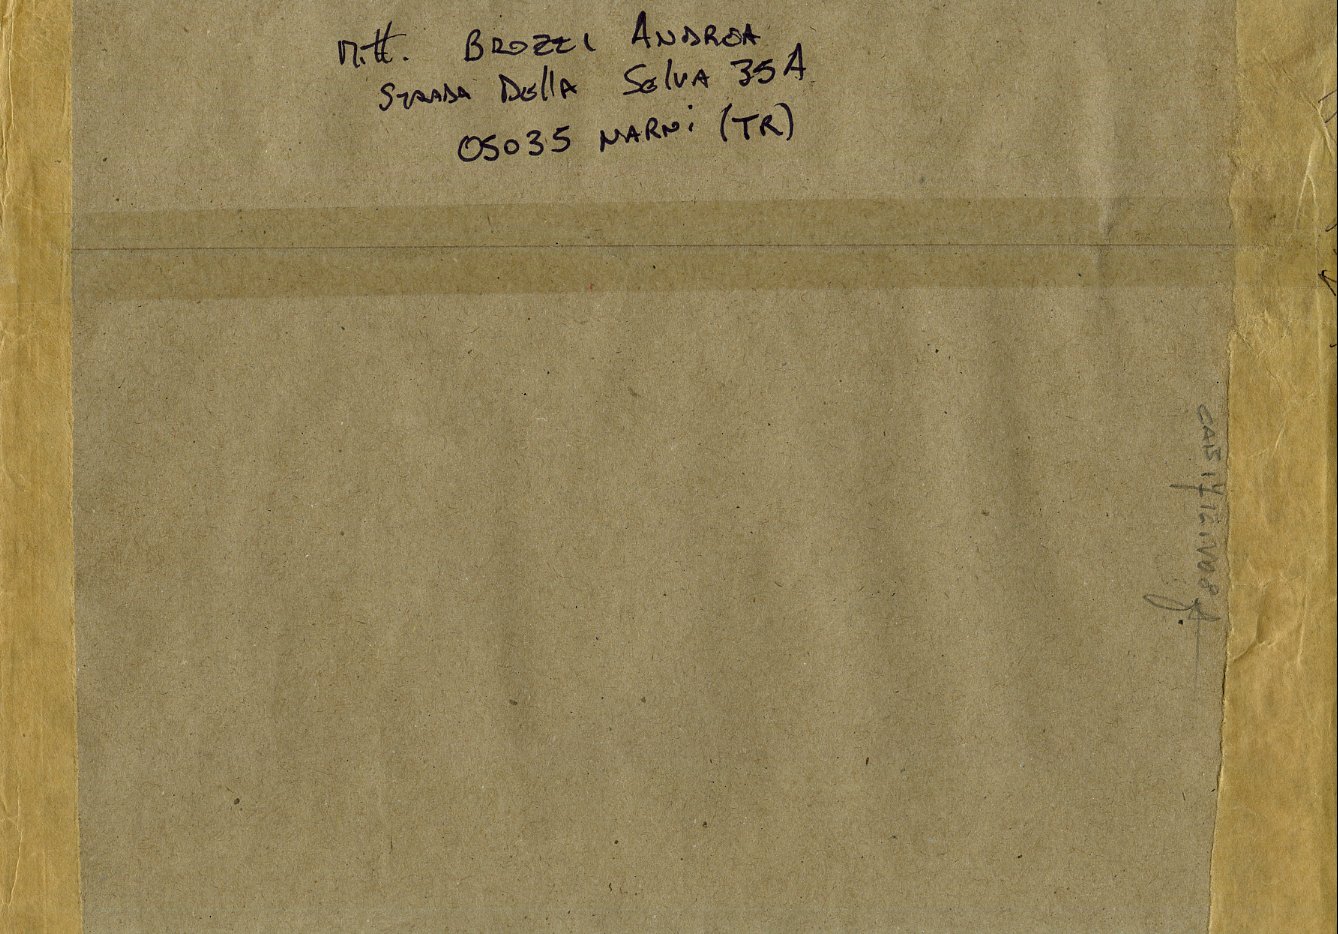 Mitt. BROZZI ANDREA
STRADA DellA SelVA 35A
05035 NARNi (TR)